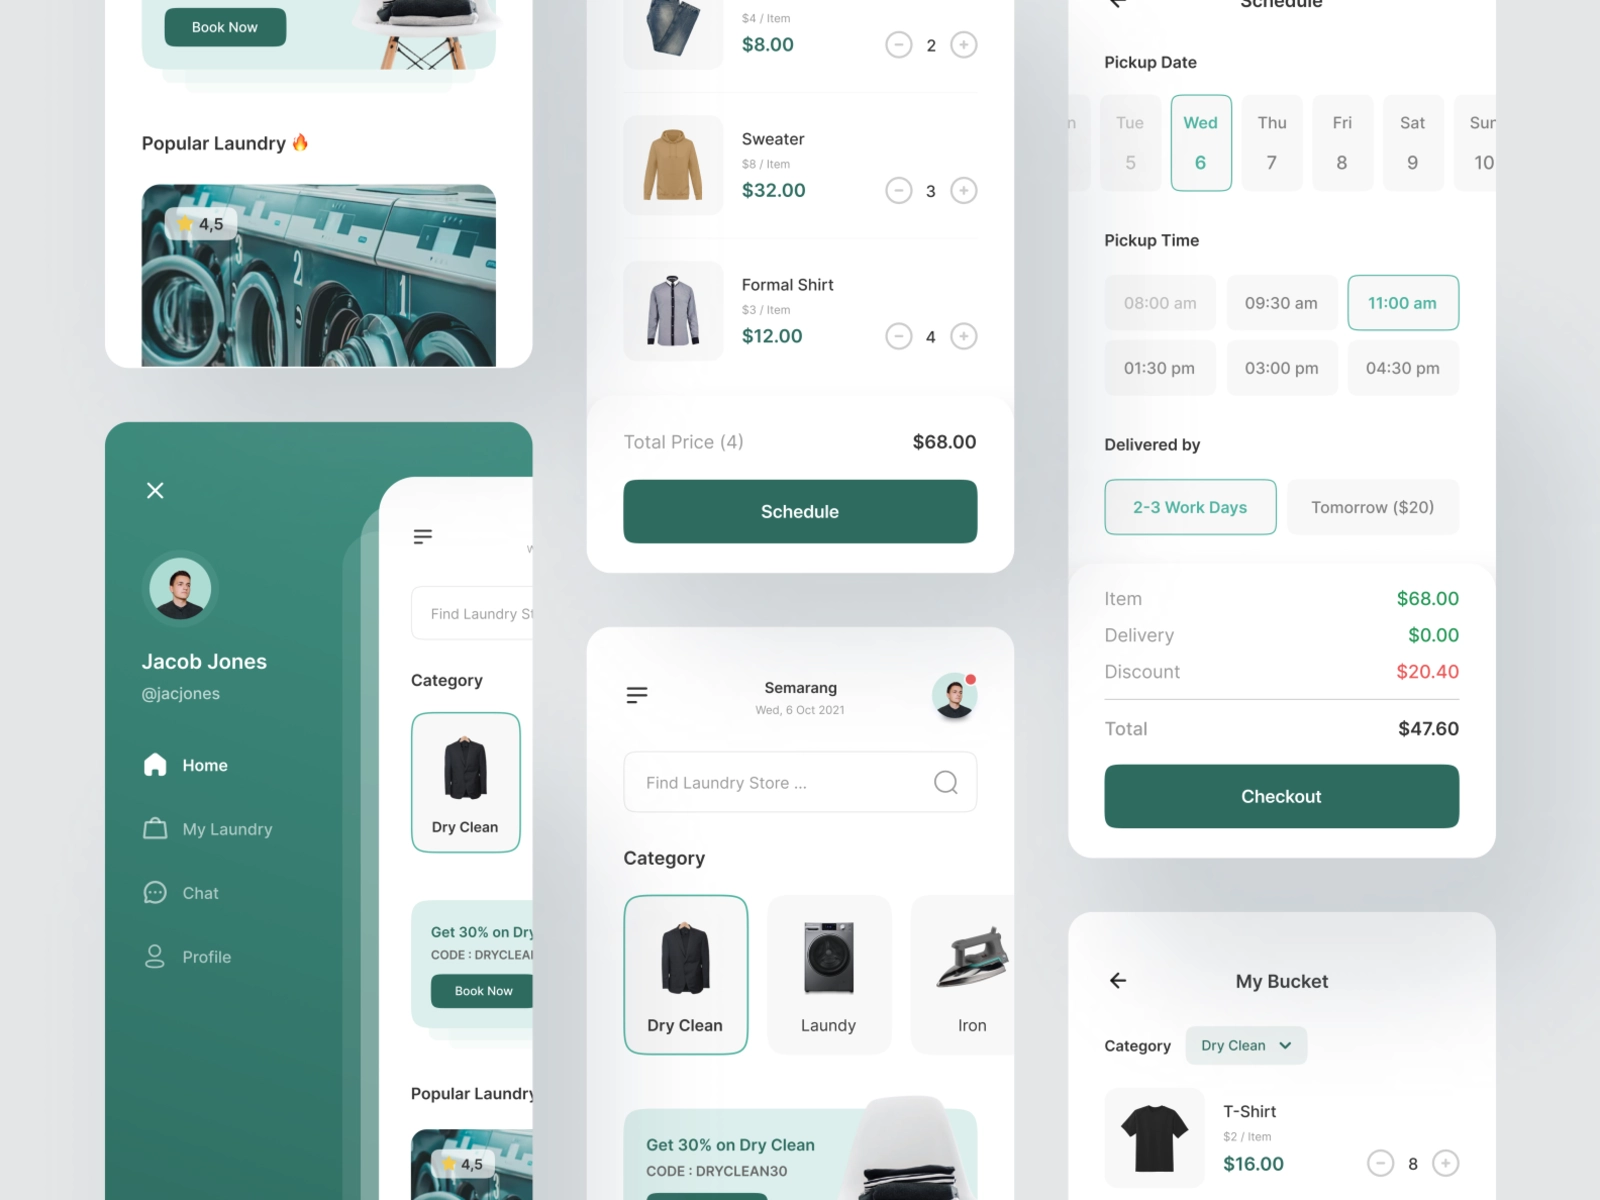 Book Now
Popular Laundry 🔥
4,5
3
2
1
Jacob Jones
@jacjones
Home
My Laundry
Chat
Profile
Find Laundry St
Category
Dry Clean
Get 30% on Dry
CODE : DRYCLEA
Book Now
Popular Laundry
4,5
$4 / Item
$8.00
2
Sweater
$8 / Item
$32.00
3
Formal Shirt
$3 / Item
$12.00
4
Total Price (4)
$68.00
Schedule
Semarang
Wed, 6 Oct 2021
Find Laundry Store ...
Category
Dry Clean
Laundy
Iron
Get 30% on Dry Clean
CODE : DRYCLEAN30
Schedule
Pickup Date
Tue
5
Wed
6
Thu
7
Fri
8
Sat
9
Sun
10
Pickup Time
08:00 am
09:30 am
11:00 am
01:30 pm
03:00 pm
04:30 pm
Delivered by
2-3 Work Days
Tomorrow ($20)
Item
$68.00
Delivery
$0.00
Discount
$20.40
Total
$47.60
Checkout
My Bucket
Category
Dry Clean
T-Shirt
$2 / Item
$16.00
8